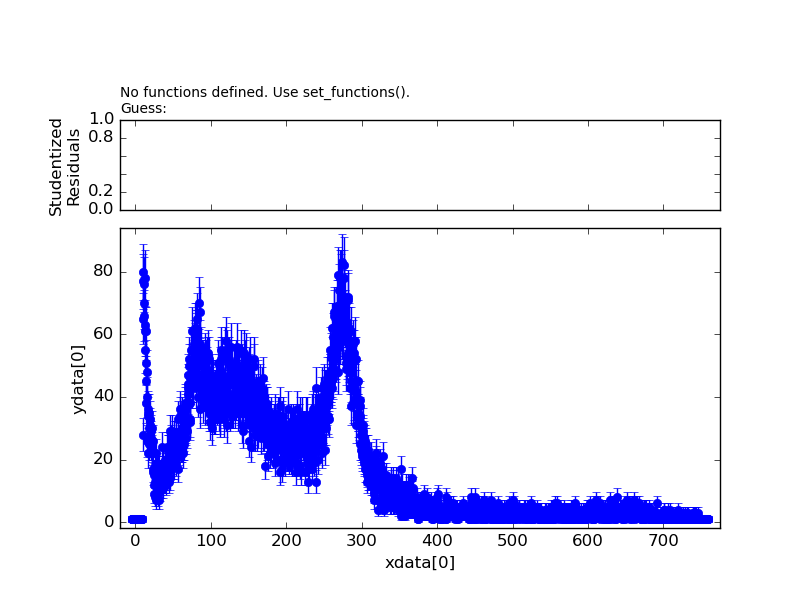 No functions defined. Use set_functions().
Guess:
Studentized
Residuals
1.0
0.8
0.2
0.0
ydata[0]
80
60
40
20
0
0 100 200 300 400 500 600 700
xdata[0]